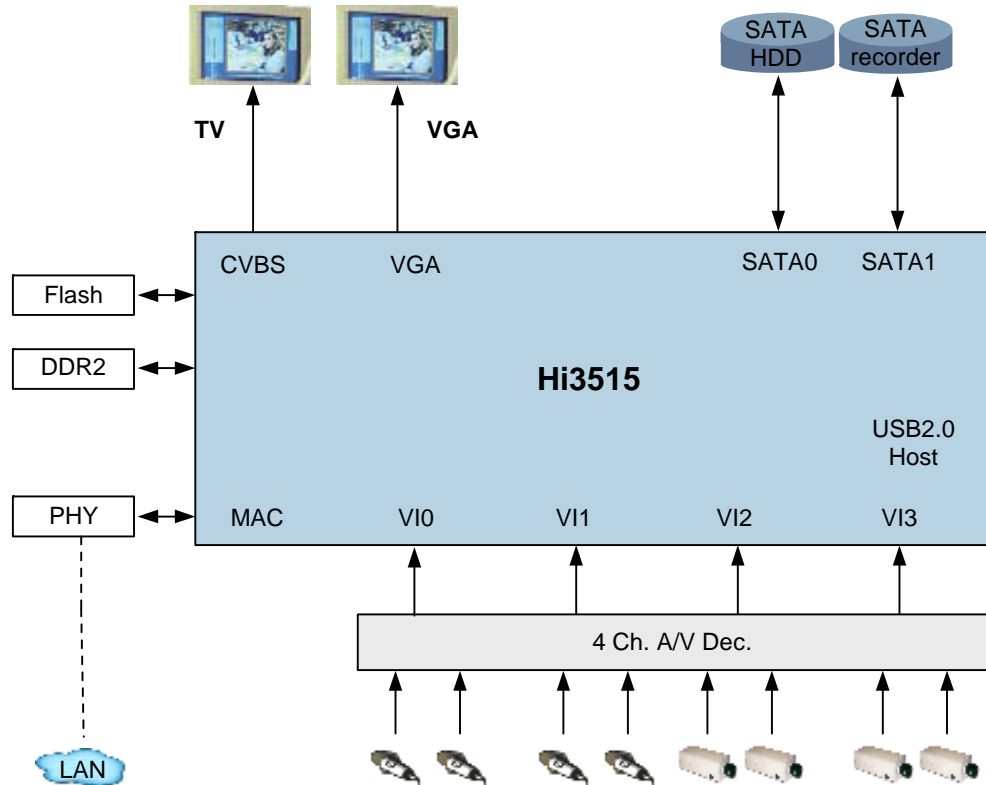 SATA
HDD
SATA
recorder
TV
VGA
CVBS
VGA
SATA0
SATA1
Flash
DDR2
Hi3515
USB2.0
Host
PHY
MAC
VI0
VI1
VI2
VI3
4 Ch. A/V Dec.
LAN